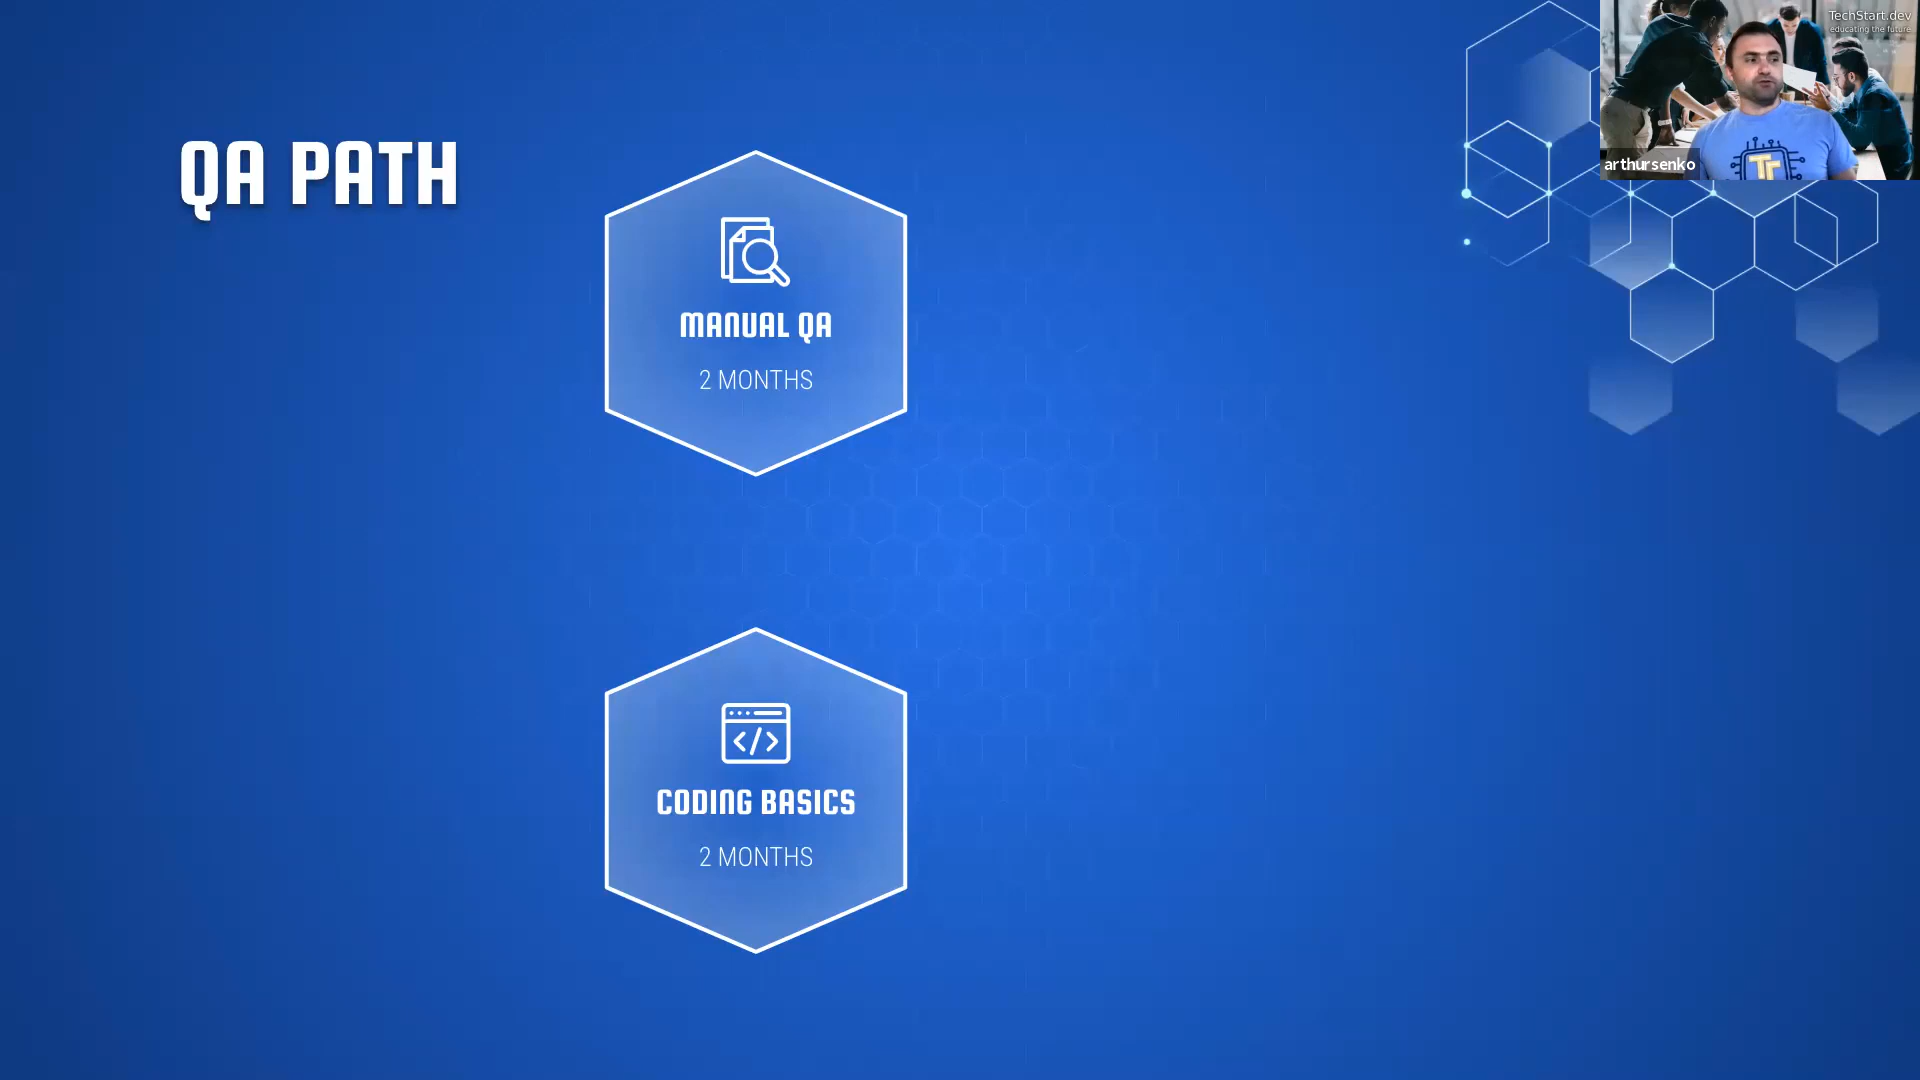 QA PATH
MANUAL QA
2 MONTHS
CODING BASICS
2 MONTHS
TechStart.dev
educating the future
arthursenko